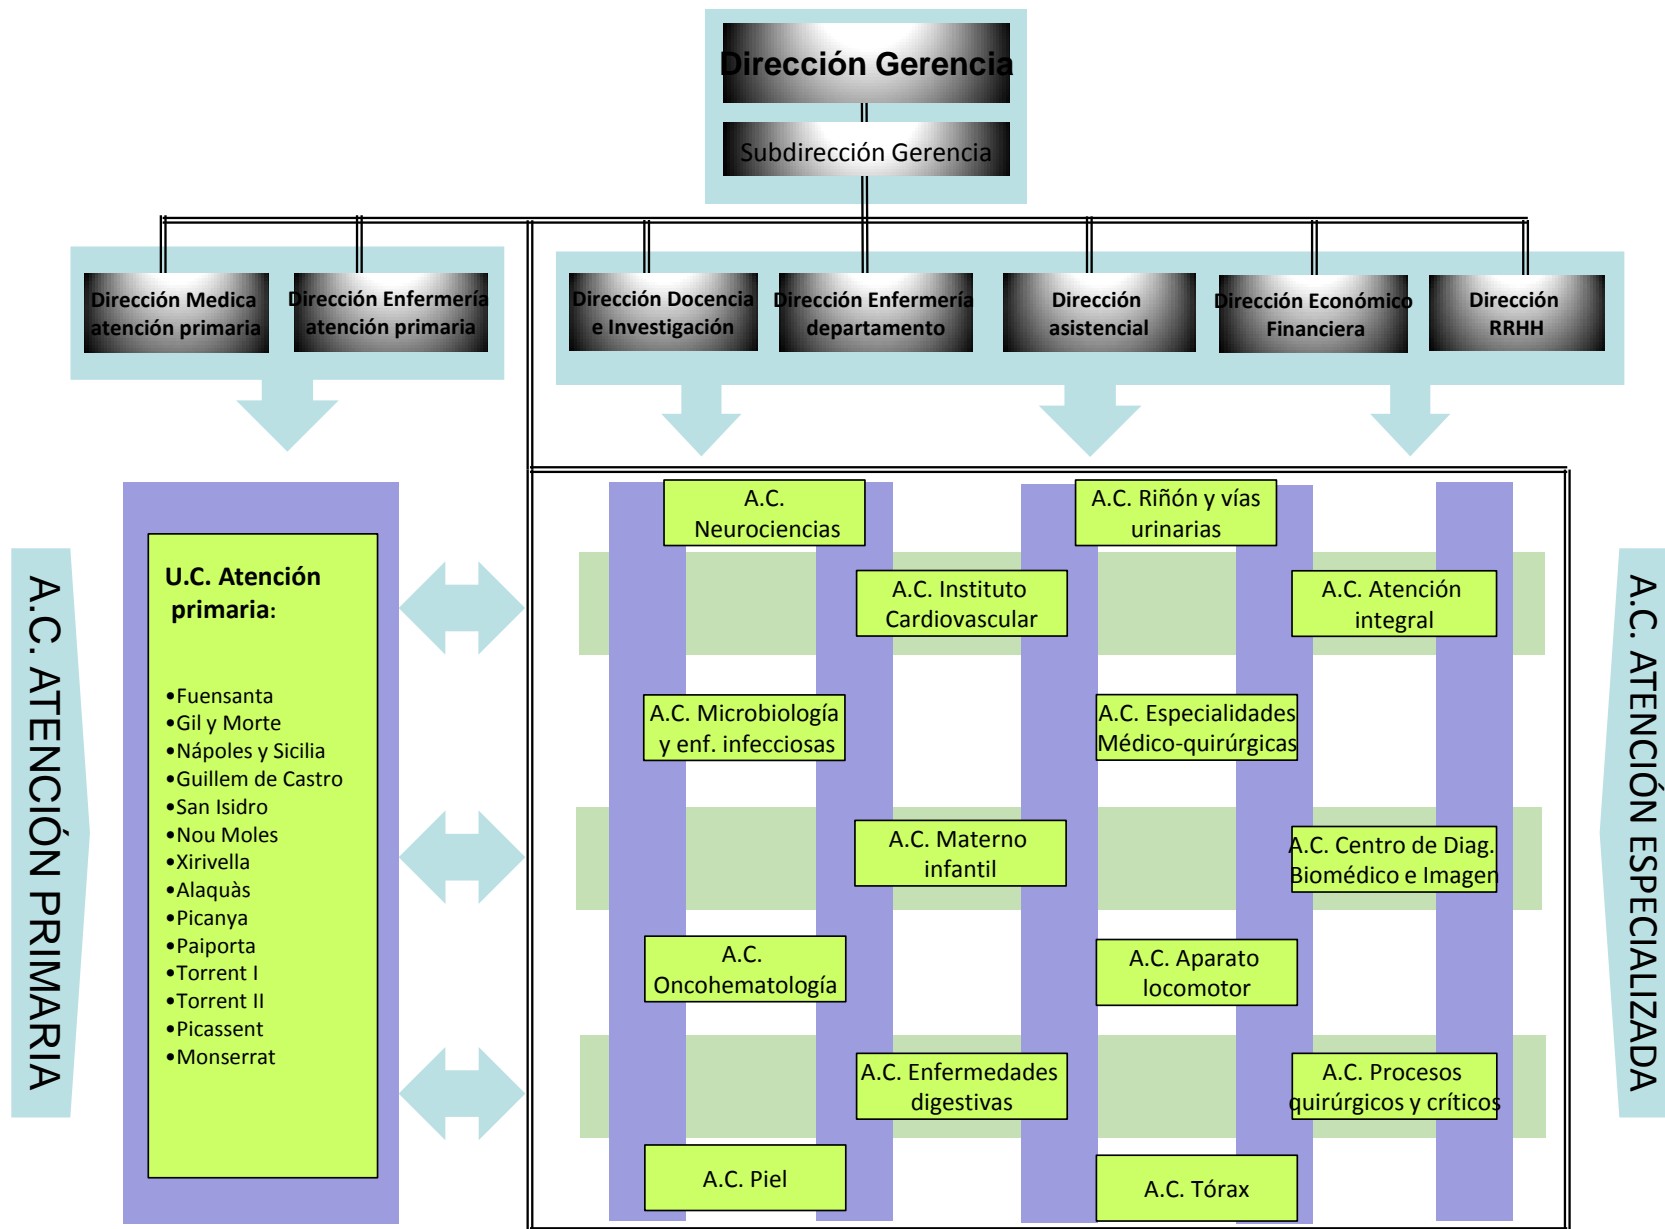 Dirección Gerencia
Subdirección Gerencia
Dirección Medica
atención primaria
Dirección Enfermería
atención primaria
Dirección Docencia
e Investigación
Dirección Enfermería
departamento
Dirección
asistencial
Dirección Económico
Financiera
Dirección
RRHH
A.C. ATENCIÓN PRIMARIA
U.C. Atención
primaria:
•Fuensanta
•Gil y Morte
•Nápoles y Sicilia
•Guillem de Castro
•San Isidro
•Nou Moles
•Xirivella
•Alaquàs
•Picanya
•Paiporta
•Torrent I
•Torrent II
•Picassent
•Monserrat
A.C.
Neurociencias
A.C. Riñón y vías
urinarias
A.C. Instituto
Cardiovascular
A.C. Atención
integral
A.C. Microbiología
y enf. infecciosas
A.C. Especialidades
Médico-quirúrgicas
A.C. Materno
infantil
A.C. Centro de Diag.
Biomédico e Imagen
A.C.
Oncohematología
A.C. Aparato
locomotor
A.C. Enfermedades
digestivas
A.C. Procesos
quirúrgicos y críticos
A.C. Piel
A.C. Tórax
A.C. ATENCIÓN ESPECIALIZADA